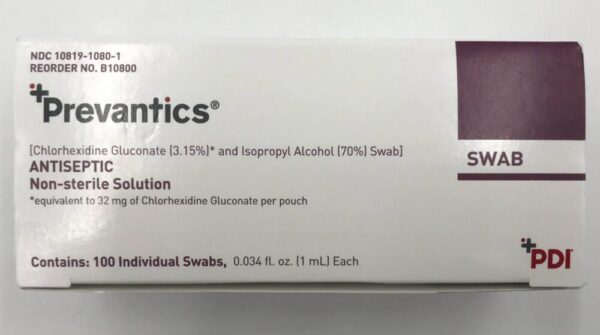 NDC 10819-1080-1
REORDER NO. B10800
Prevantics®
[Chlorhexidine Gluconate (3.15%)* and Isopropyl Alcohol (70%) Swab]
ANTISEPTIC
Non-sterile Solution
*equivalent to 32 mg of Chlorhexidine Gluconate per pouch
SWAB
Contains: 100 Individual Swabs, 0.034 fl. oz. (1 mL) Each
PDI